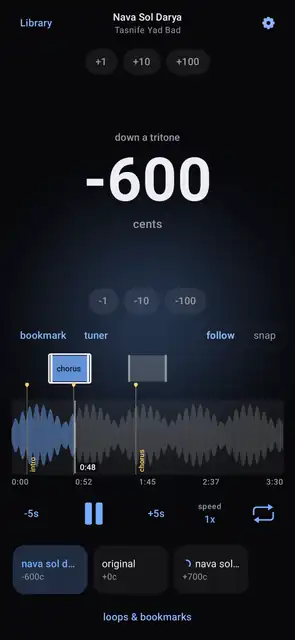 Library
Nava Sol Darya
Tasnife Yad Bad
+1 +10 +100
down a tritone
-600
cents
-1 -10 -100
bookmark tuner follow snap
chorus
intro
0:48
chorus
0:00 0:52 1:45 2:37 3:30
-5s +5s speed
1x
nava sol d... original nava sol...
-600c +0c +700c
loops & bookmarks